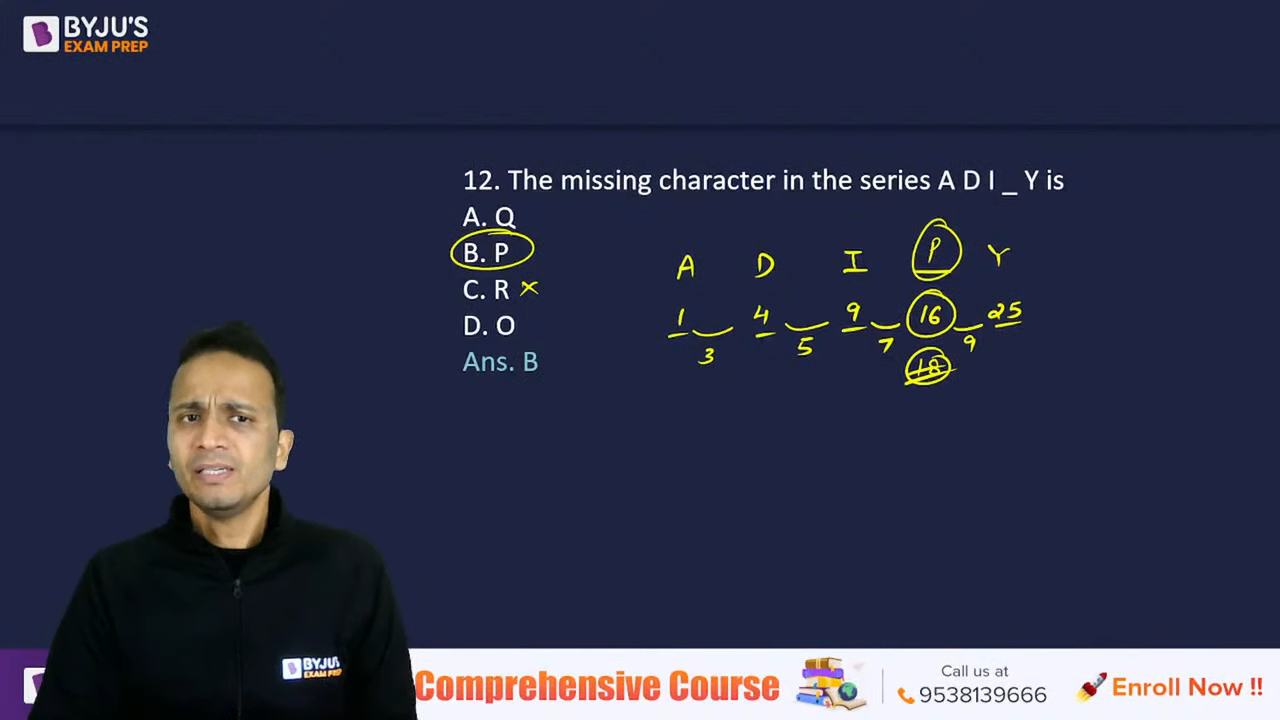 BYJU'S
EXAM PREP
12. The missing character in the series A D I _ Y is
A. Q
B. P
C. R ×
D. O
Ans. B
A D I P Y
1 4 9 16 25
3 5 7 9
18
BYJU'S
EXAM PREP
Comprehensive Course
Call us at
9538139666
Enroll Now !!